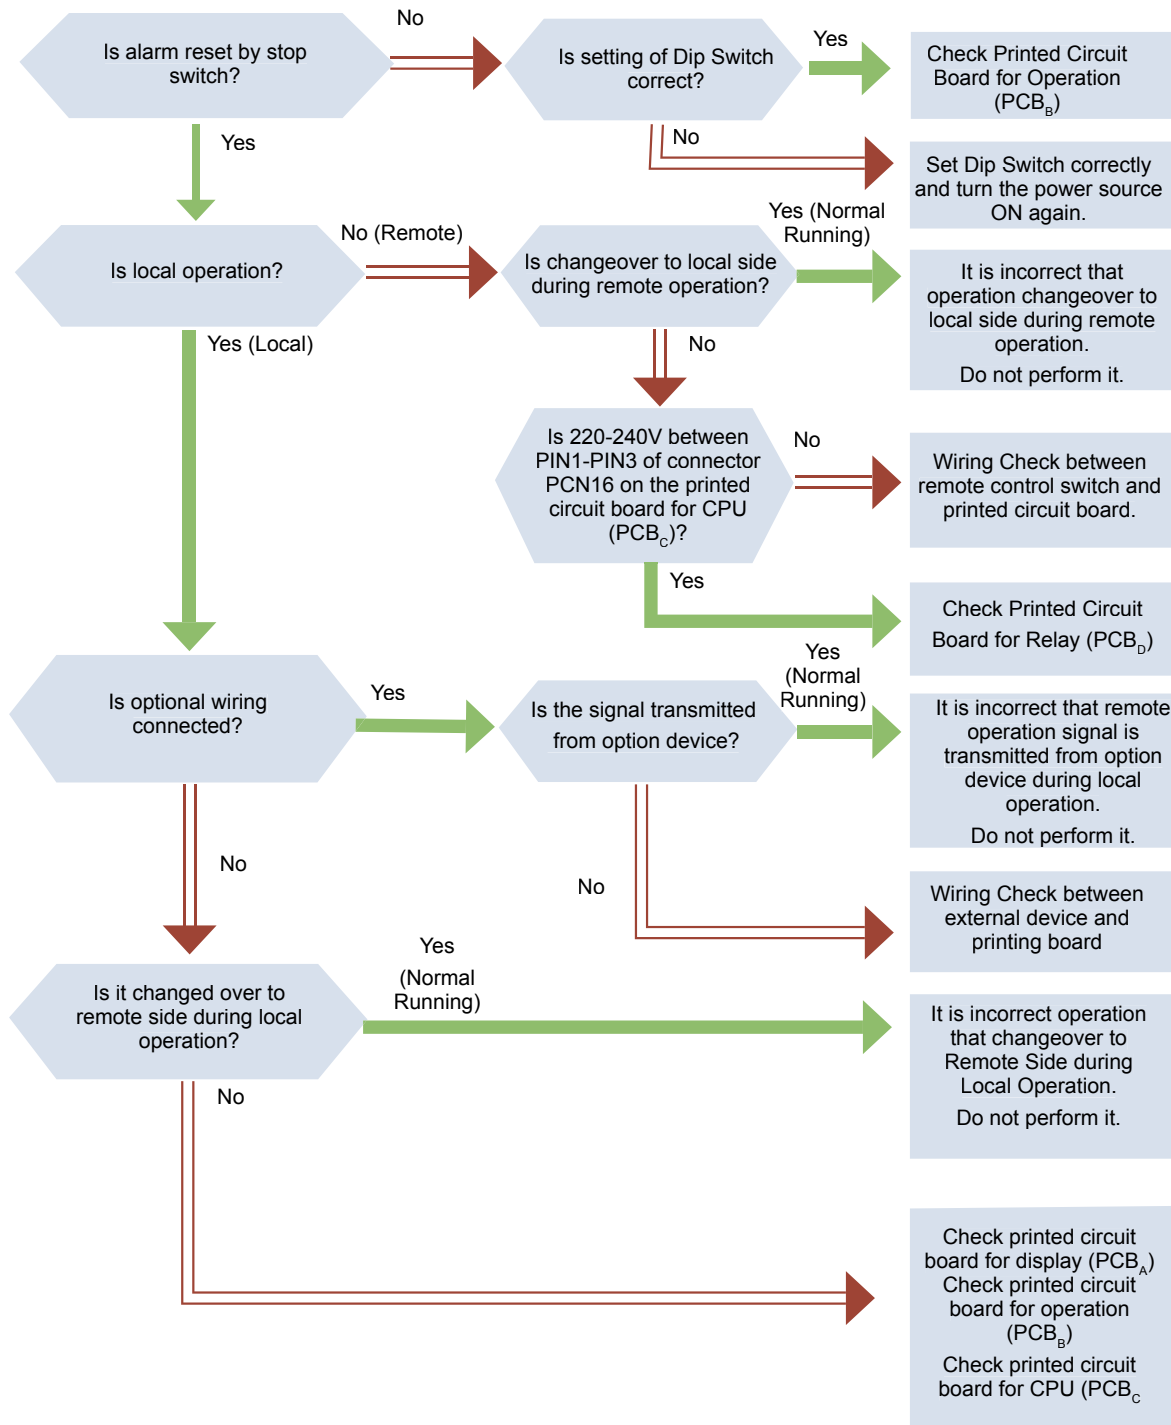 No
Is alarm reset by stop
switch?
Is setting of Dip Switch
correct?
Yes
Check Printed Circuit
Board for Operation
(PCB_B)
Yes
No
Set Dip Switch correctly
and turn the power source
ON again.
No (Remote)
Yes (Normal
Running)
Is local operation?
Is changeover to local side
during remote operation?
It is incorrect that
operation changeover to
local side during remote
operation.
Do not perform it.
Yes (Local)
No
Is 220-240V between
PIN1-PIN3 of connector
PCN16 on the printed
circuit board for CPU
(PCB_C)?
No
Wiring Check between
remote control switch and
printed circuit board.
Yes
Check Printed Circuit
Board for Relay (PCB_D)
Is optional wiring
connected?
Yes
Is the signal transmitted
from option device?
Yes
(Normal
Running)
It is incorrect that remote
operation signal is
transmitted from option
device during local
operation.
Do not perform it.
No
No
Wiring Check between
external device and
printing board
Is it changed over to
remote side during local
operation?
Yes
(Normal
Running)
It is incorrect operation
that changeover to
Remote Side during
Local Operation.
Do not perform it.
No
Check printed circuit
board for display (PCB_A)
Check printed circuit
board for operation
(PCB_B)
Check printed circuit
board for CPU (PCB_C